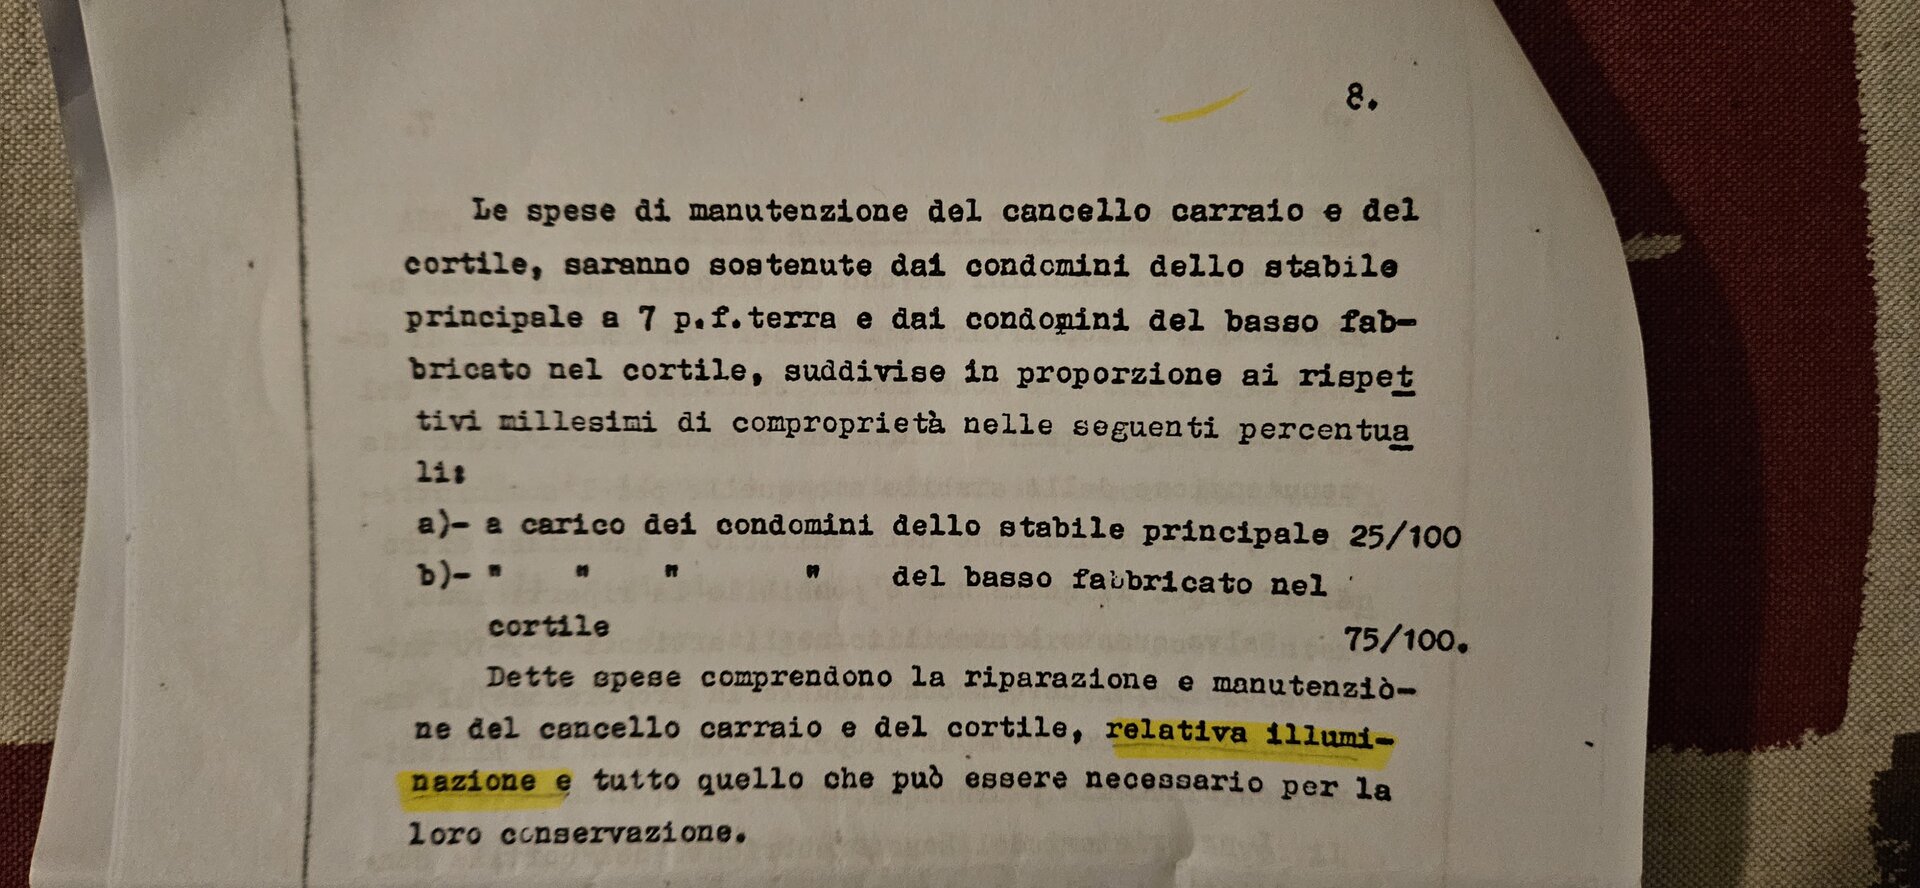 8.
Le spese di manutenzione del cancello carraio e del
cortile, saranno sostenute dai condomini dello stabile
principale a 7 p.f.terra e dai condomini del basso fab-
bricato nel cortile, suddivise in proporzione ai rispet
tivi millesimi di comproprietà nelle seguenti percentua
li:
a)- a carico dei condomini dello stabile principale 25/100
b)- " " " " del basso fabbricato nel
cortile 75/100.
Dette spese comprendono la riparazione e manutenziò-
ne del cancello carraio e del cortile, relativa illumi-
nazione e tutto quello che può essere necessario per la
loro conservazione.